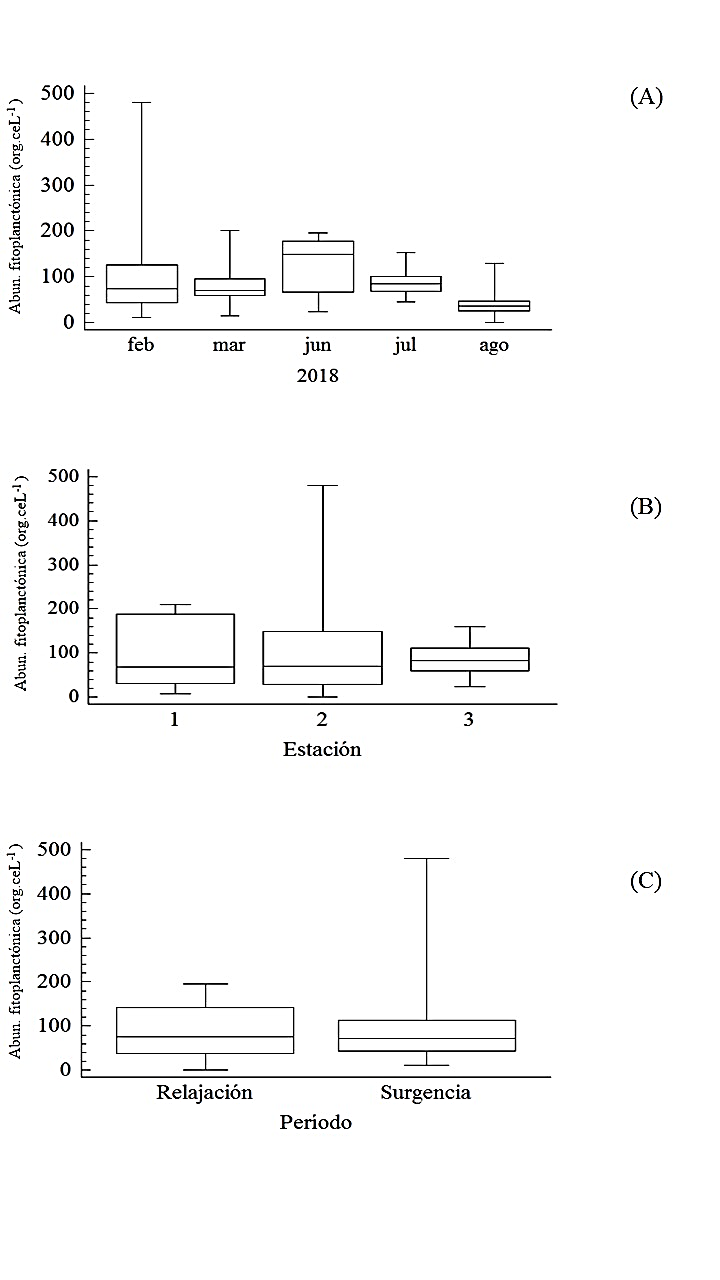 (A)
Abun. fitoplanctónica (org.ceL-1)
500
400
300
200
100
0
feb mar jun jul ago
2018
(B)
Abun. fitoplanctónica (org.ceL-1)
500
400
300
200
100
0
1 2 3
Estación
(C)
Abun. fitoplanctónica (org.ceL-1)
500
400
300
200
100
0
Relajación Surgencia
Período